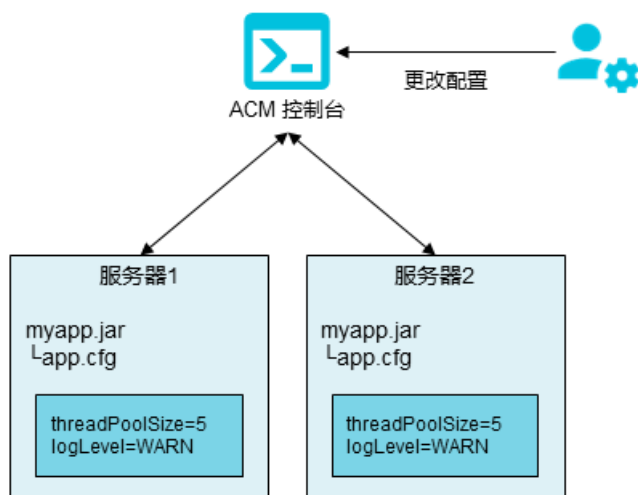 更改配置
ACM 控制台
服务器1
myapp.jar
└app.cfg
threadPoolSize=5
logLevel=WARN
服务器2
myapp.jar
└app.cfg
threadPoolSize=5
logLevel=WARN